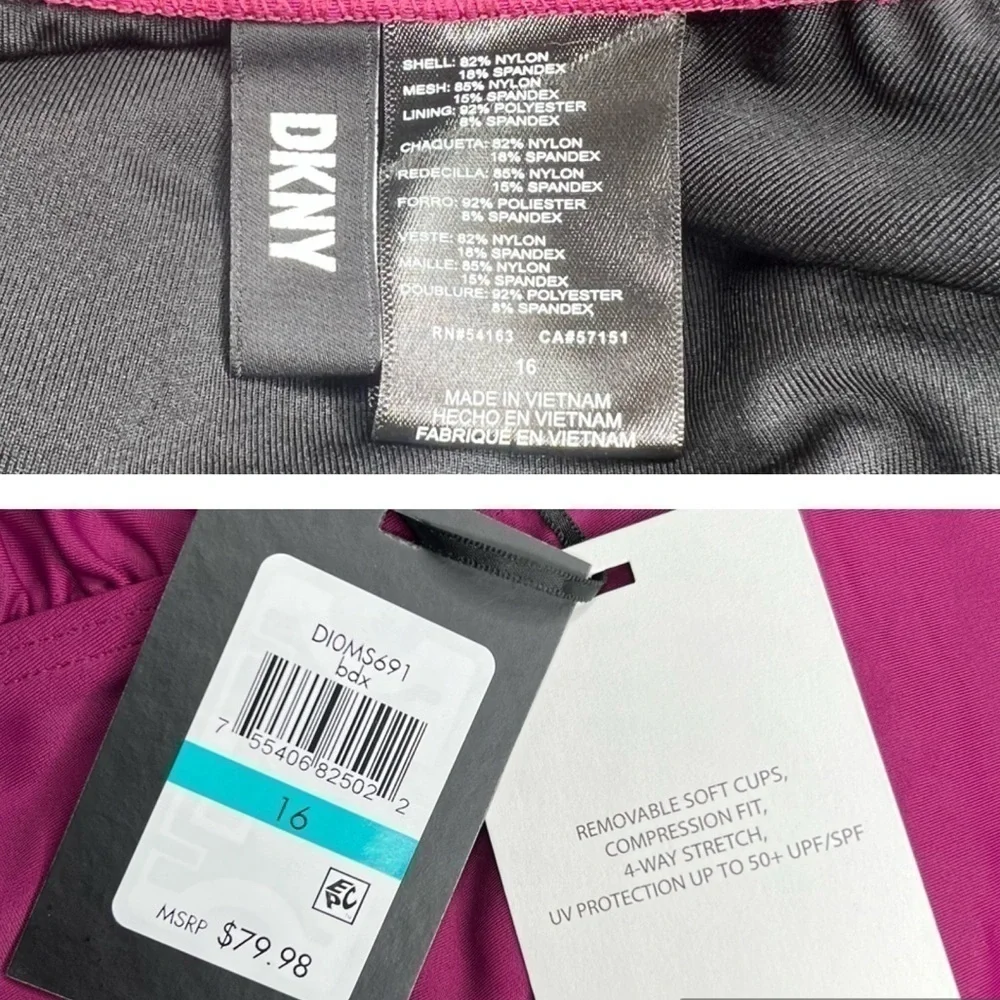 DKNY
SHELL: 82% NYLON
18% SPANDEX
MESH: 85% NYLON
15% SPANDEX
LINING: 92% POLYESTER
8% SPANDEX
CHAQUETA: 82% NYLON
18% SPANDEX
REDECILLA: 85% NYLON
15% SPANDEX
FORRO: 92% POLIESTER
8% SPANDEX
VESTE: 82% NYLON
18% SPANDEX
MAILLE: 85% NYLON
15% SPANDEX
DOUBLURE: 92% POLYESTER
8% SPANDEX
RN#54163 CA#57151
16
MADE IN VIETNAM
HECHO EN VIETNAM
FABRIQUE EN VIETNAM
DI0MS691
bdx
7 55406 82502 2
16
MSRP $79.98
REMOVABLE SOFT CUPS,
COMPRESSION FIT,
4-WAY STRETCH,
UV PROTECTION UP TO 50+ UPF/SPF